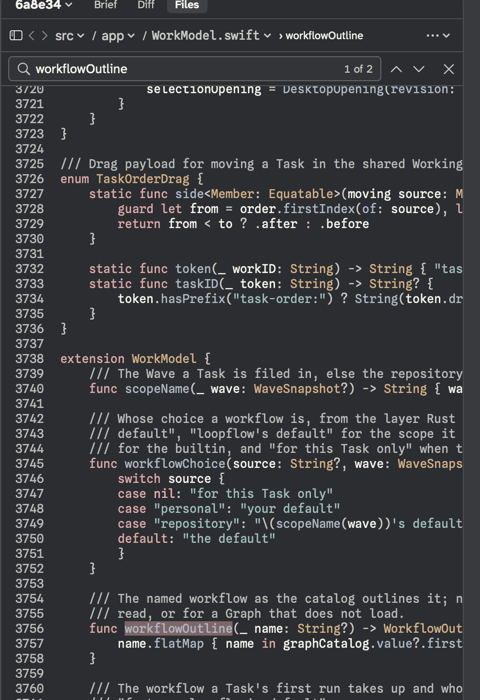 6a8e34 Brief Diff Files
src / app / WorkModel.swift › workflowOutline
workflowOutline 1 of 2
3720 selectionOpening = DesktopOpening(revision:
3721 }
3722 }
3723 }
3724
3725 /// Drag payload for moving a Task in the shared Working
3726 enum TaskOrderDrag {
3727 static func side<Member: Equatable>(moving source: M
3728 guard let from = order.firstIndex(of: source), l
3729 return from < to ? .after : .before
3730 }
3731
3732 static func token(_ workID: String) -> String { "tas
3733 static func taskID(_ token: String) -> String? {
3734 token.hasPrefix("task-order:") ? String(token.dr
3735 }
3736 }
3737
3738 extension WorkModel {
3739 /// The Wave a Task is filed in, else the repository
3740 func scopeName(_ wave: WaveSnapshot?) -> String { wa
3741
3742 /// Whose choice a workflow is, from the layer Rust
3743 /// default", "loopflow's default" for the scope it
3744 /// for the builtin, and "for this Task only" when t
3745 func workflowChoice(source: String?, wave: WaveSnaps
3746 switch source {
3747 case nil: "for this Task only"
3748 case "personal": "your default"
3749 case "repository": "\(scopeName(wave))'s default
3750 default: "the default"
3751 }
3752 }
3753
3754 /// The named workflow as the catalog outlines it; n
3755 /// read, or for a Graph that does not load.
3756 func workflowOutline(_ name: String?) -> WorkflowOut
3757 name.flatMap { name in graphCatalog.value?.first
3758 }
3759
3760 /// The workflow a Task's first run takes up and who